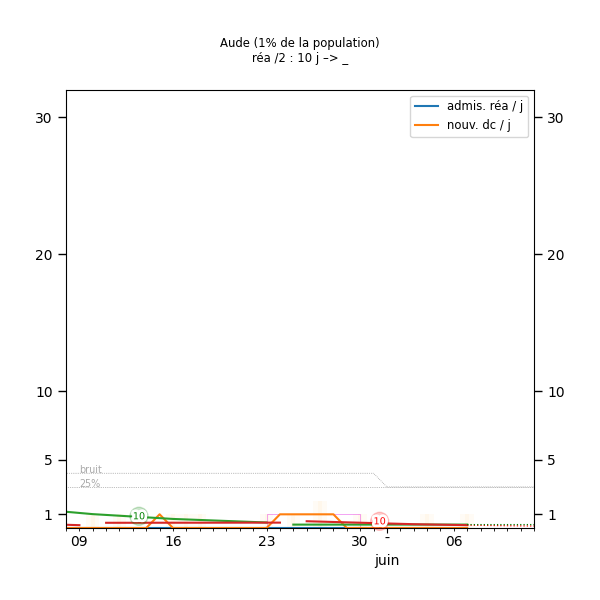 Aude (1% de la population)
réa /2 : 10 j –> _
admis. réa / j
nouv. dc / j
30 30
20 20
10 10
5 5
bruit
25%
1 1
10 10
09 16 23 30 - 06
juin